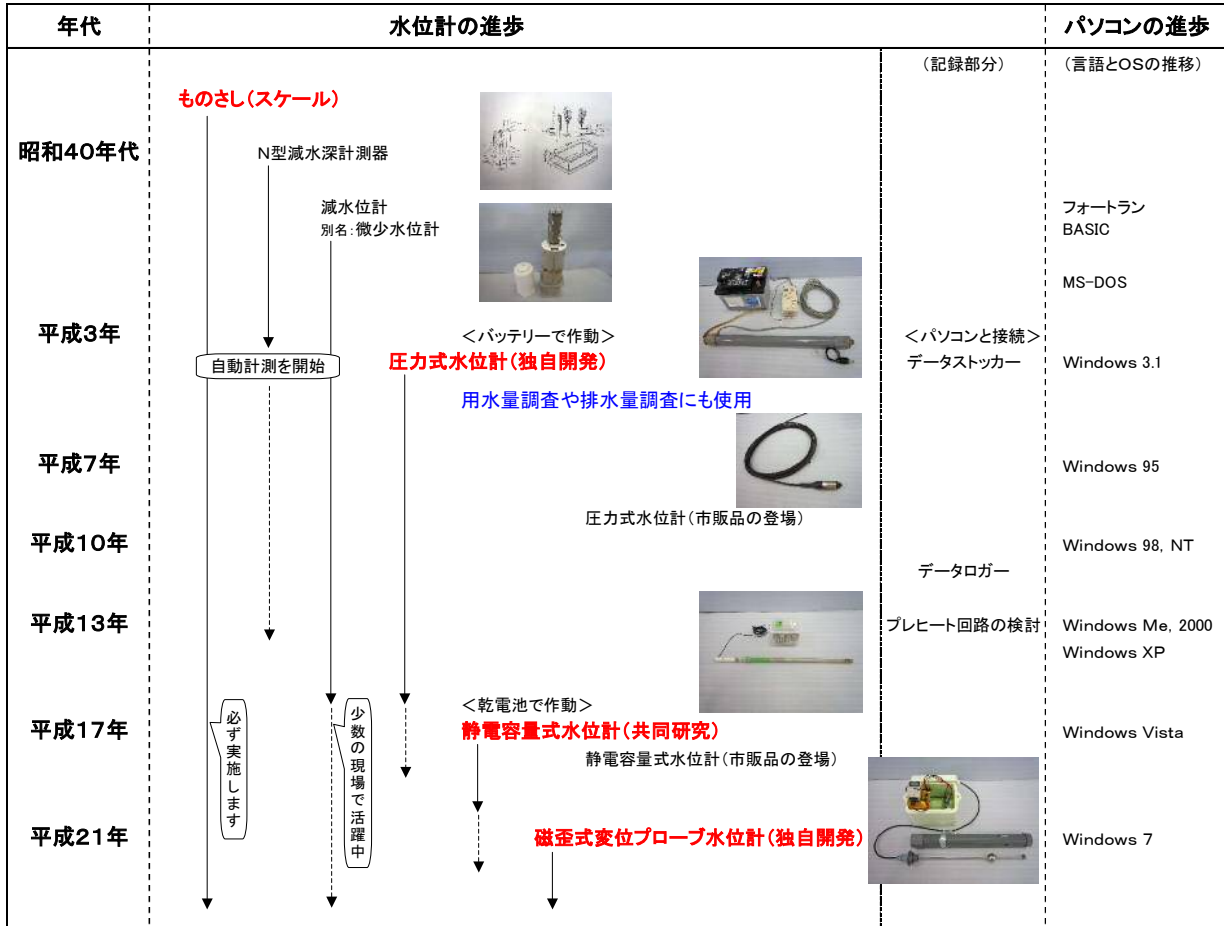 年代
水位計の進歩
パソコンの進歩
（記録部分）
（言語とＯＳの推移）
ものさし（スケール）
昭和４０年代
Ｎ型減水深計測器
減水位計
別名：微少水位計
フォートラン
BASIC
MS-DOS
平成３年
＜バッテリーで作動＞
＜パソコンと接続＞
自動計測を開始
圧力式水位計（独自開発）
データストッカー
Windows 3.1
用水量調査や排水量調査にも使用
平成７年
Windows 95
圧力式水位計（市販品の登場）
平成１０年
Windows 98, NT
データロガー
平成１３年
プレヒート回路の検討
Windows Me, 2000
Windows XP
＜乾電池で作動＞
平成１７年
必ず実施します
少数の現場で活躍中
静電容量式水位計（共同研究）
Windows Vista
静電容量式水位計（市販品の登場）
平成２１年
磁歪式変位プローブ水位計（独自開発）
Windows 7